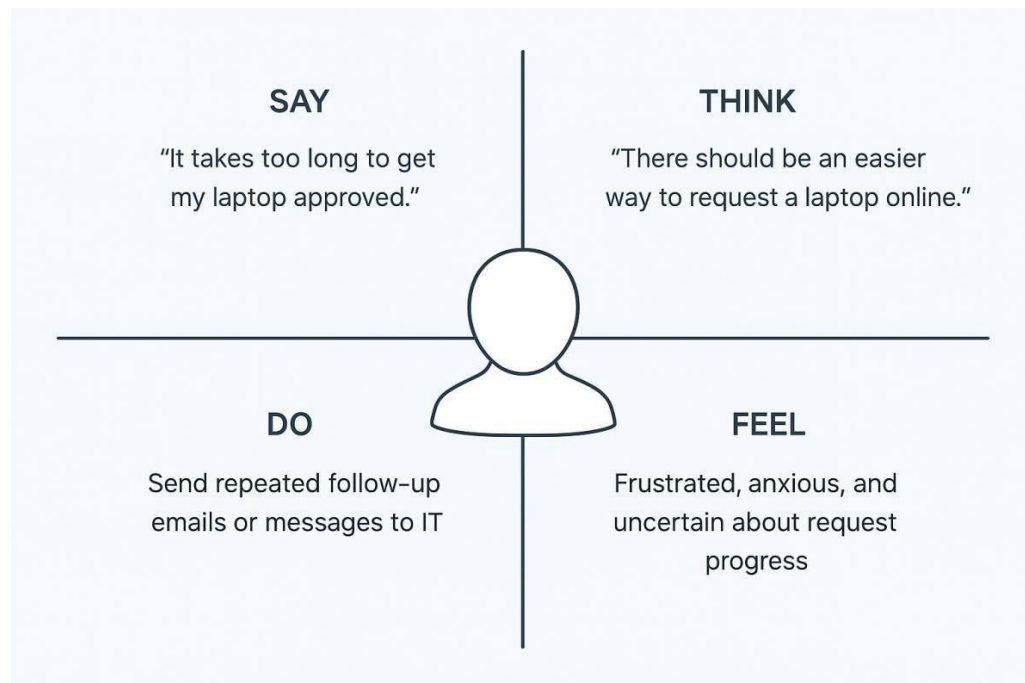 SAY
“It takes too long to get
my laptop approved.”
THINK
“There should be an easier
way to request a laptop online.”
DO
Send repeated follow-up
emails or messages to IT
FEEL
Frustrated, anxious, and
uncertain about request
progress